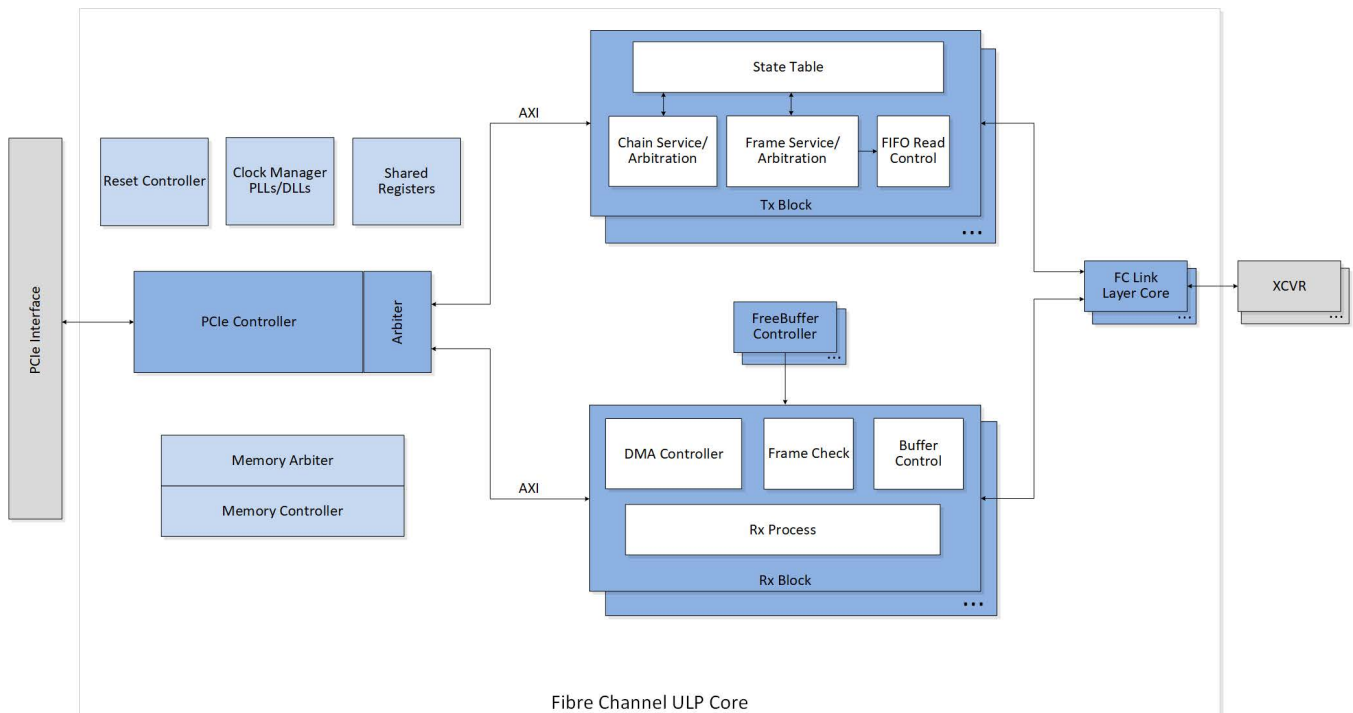 State Table
AXI
Chain Service/
Arbitration
Frame Service/
Arbitration
FIFO Read
Control
Tx Block
...
Reset Controller
Clock Manager
PLLs/DLLs
Shared
Registers
PCIe Interface
PCIe Controller
Arbiter
FC Link
Layer Core
...
XCVR
...
FreeBuffer
Controller
...
Memory Arbiter
Memory Controller
AXI
DMA Controller
Frame Check
Buffer
Control
Rx Process
Rx Block
...
Fibre Channel ULP Core